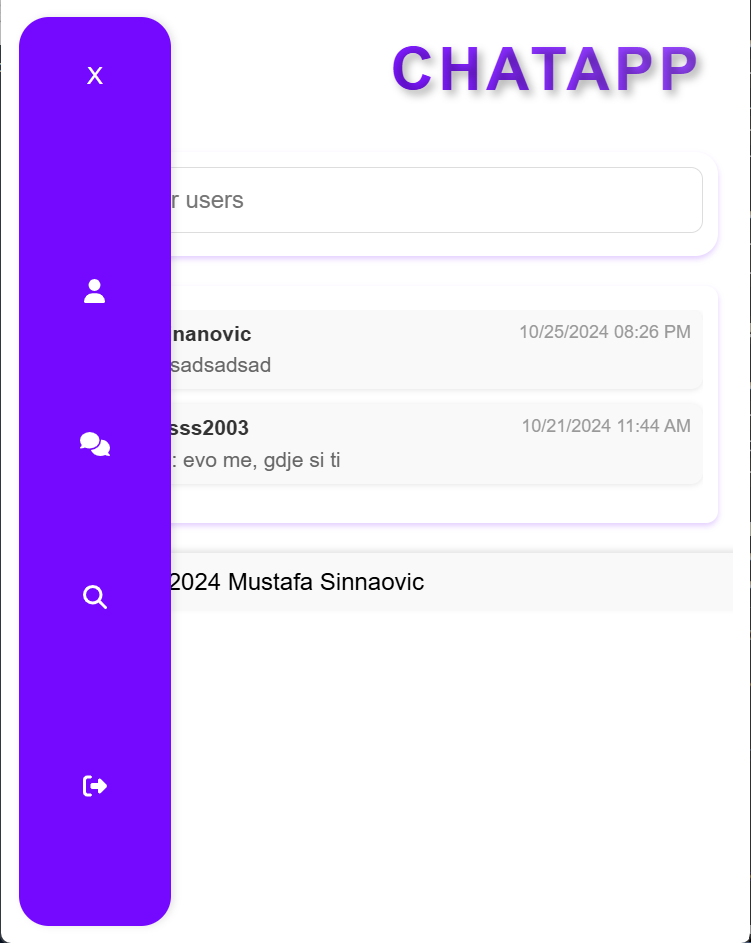 X
CHATAPP
r users
nanovic
10/25/2024 08:26 PM
sadsadsad
sss2003
10/21/2024 11:44 AM
: evo me, gdje si ti
2024 Mustafa Sinnaovic